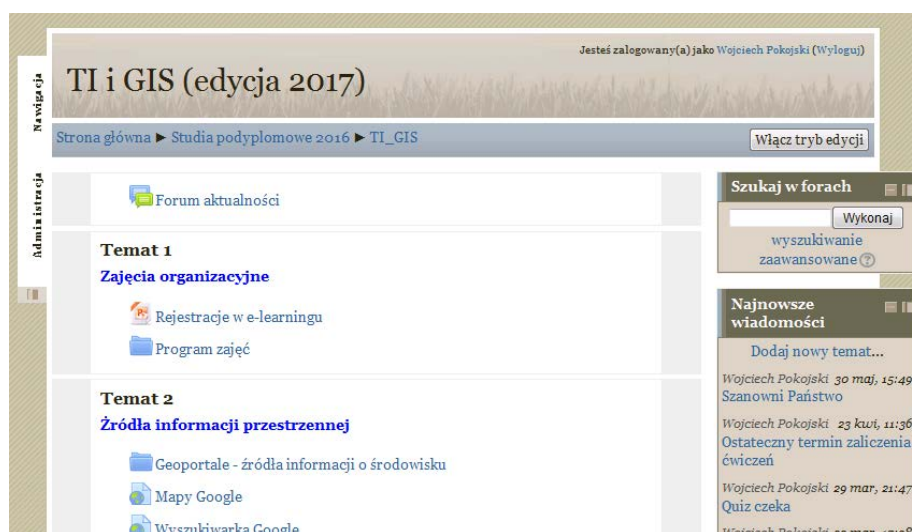 Jesteś zalogowany(a) jako Wojciech Pokojski (Wyloguj)
TI i GIS (edycja 2017)
Nawigacja
Administracja
Strona główna ► Studia podyplomowe 2016 ► TI_GIS
Włącz tryb edycji
Forum aktualności
Temat 1
Zajęcia organizacyjne
Rejestracje w e-learningu
Program zajęć
Temat 2
Źródła informacji przestrzennej
Geoportale - źródła informacji o środowisku
Mapy Google
Wyszukiwarka Google
Szukaj w forach
Wykonaj
wyszukiwanie
zaawansowane
Najnowsze
wiadomości
Dodaj nowy temat...
Wojciech Pokojski 30 maj, 15:49
Szanowni Państwo
Wojciech Pokojski 23 kwi, 11:36
Ostateczny termin zaliczenia
ćwiczeń
Wojciech Pokojski 29 mar, 21:47
Quiz czeka